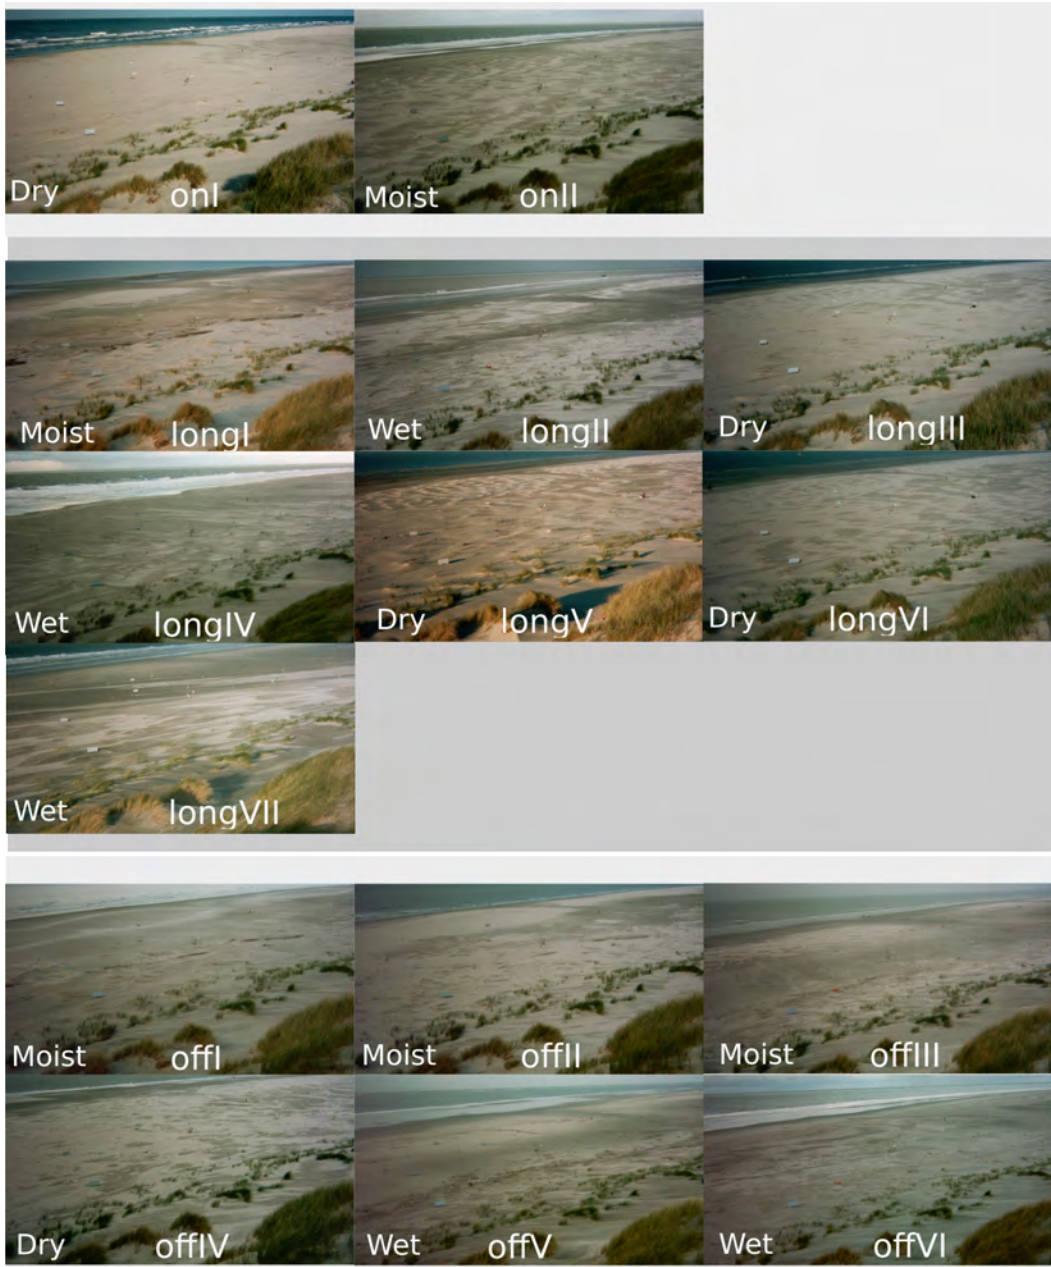 Dry onI
Moist onII
Moist longI
Wet longII
Dry longIII
Wet longIV
Dry longV
Dry longVI
Wet longVII
Moist offI
Moist offII
Moist offIII
Dry offIV
Wet offV
Wet offVI